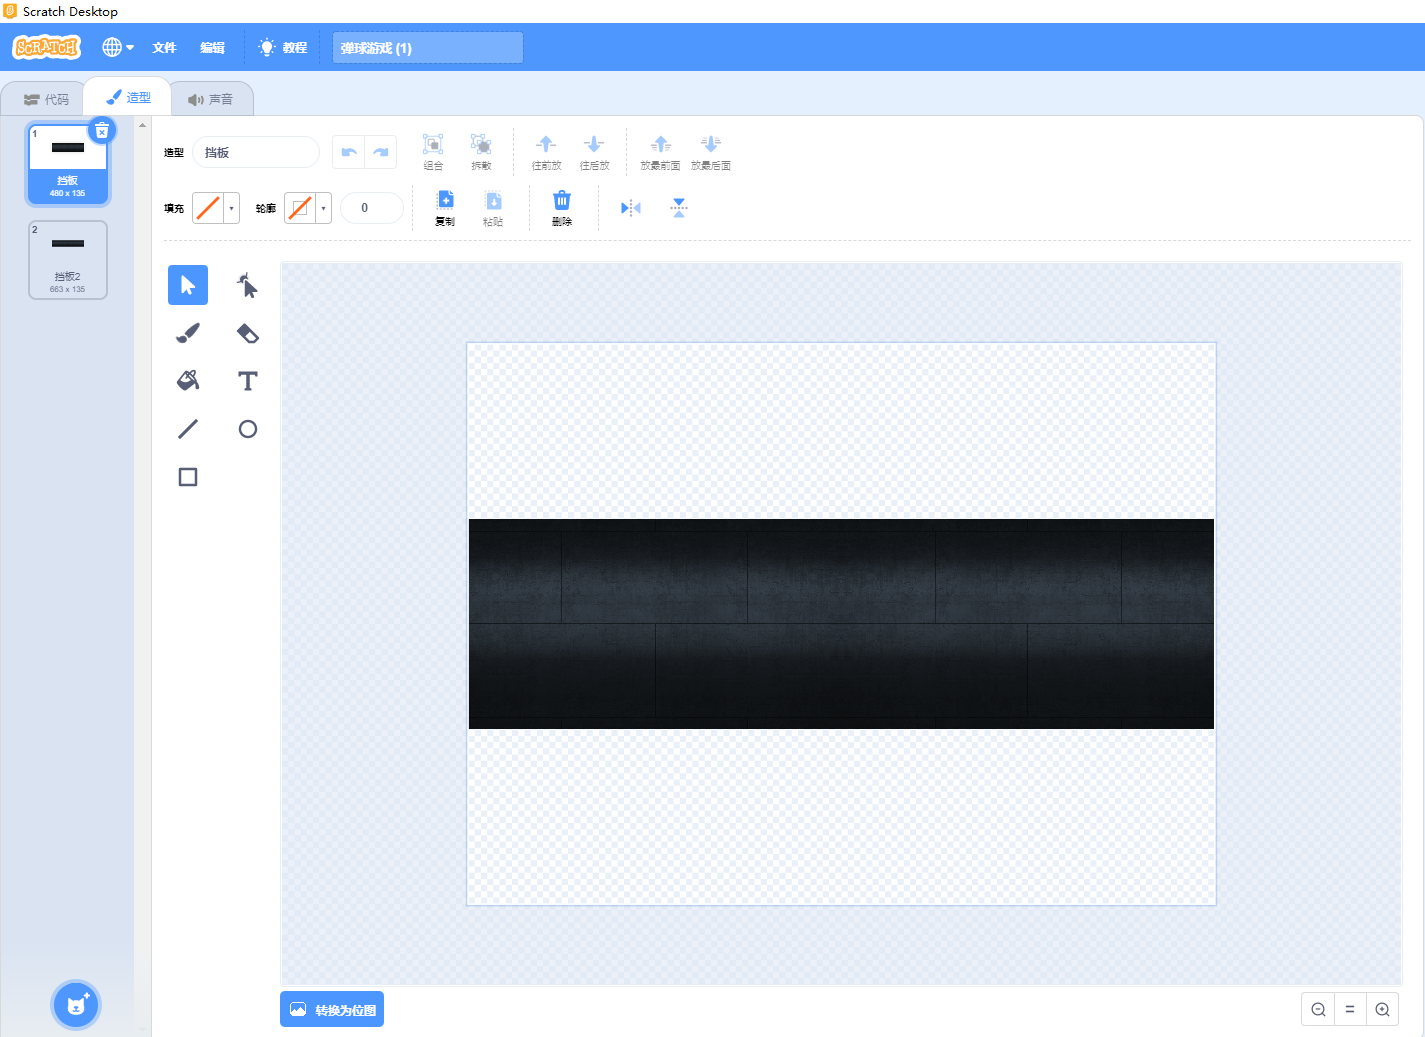 Scratch Desktop
SCRATCH
文件
编辑
教程
弹球游戏 (1)
代码
造型
声音
1
挡板
480 x 135
2
挡板2
663 x 135
造型
挡板
组合
拆散
往前放
往后放
放最前面
放最后面
填充
轮廓
0
复制
粘贴
删除
T
转换为位图